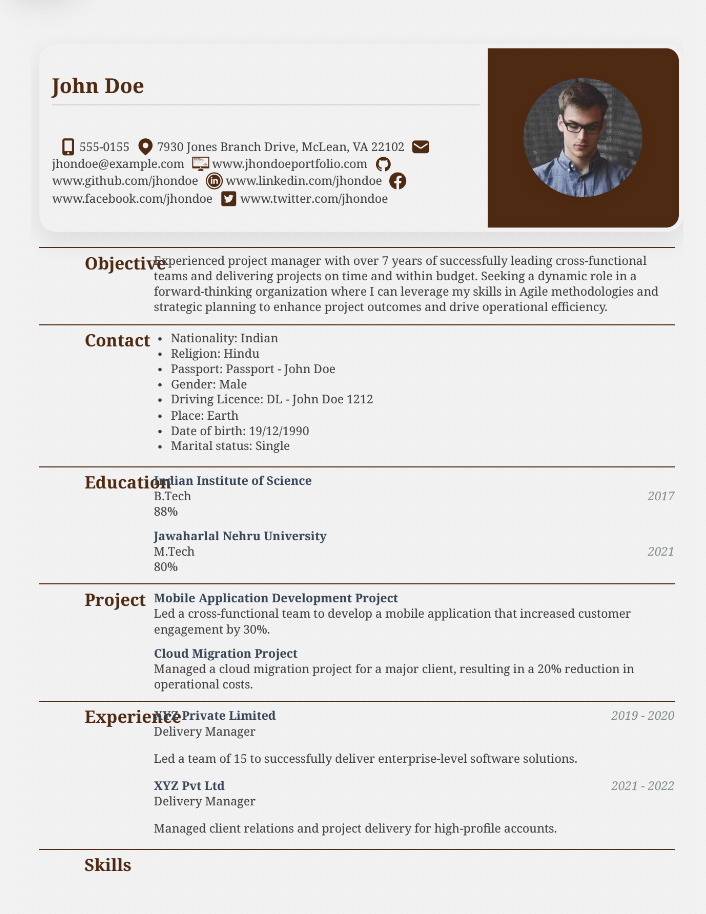 John Doe
555-0155 7930 Jones Branch Drive, McLean, VA 22102
jhondoe@example.com www.jhondoeportfolio.com
www.github.com/jhondoe in www.linkedin.com/jhondoe
www.facebook.com/jhondoe www.twitter.com/jhondoe
Objective
Experienced project manager with over 7 years of successfully leading cross-functional
teams and delivering projects on time and within budget. Seeking a dynamic role in a
forward-thinking organization where I can leverage my skills in Agile methodologies and
strategic planning to enhance project outcomes and drive operational efficiency.
Contact
• Nationality: Indian
• Religion: Hindu
• Passport: Passport - John Doe
• Gender: Male
• Driving Licence: DL - John Doe 1212
• Place: Earth
• Date of birth: 19/12/1990
• Marital status: Single
Education
Indian Institute of Science
B.Tech 2017
88%
Jawaharlal Nehru University
M.Tech 2021
80%
Project
Mobile Application Development Project
Led a cross-functional team to develop a mobile application that increased customer
engagement by 30%.
Cloud Migration Project
Managed a cloud migration project for a major client, resulting in a 20% reduction in
operational costs.
Experience
XYZ Private Limited 2019 - 2020
Delivery Manager
Led a team of 15 to successfully deliver enterprise-level software solutions.
XYZ Pvt Ltd 2021 - 2022
Delivery Manager
Managed client relations and project delivery for high-profile accounts.
Skills